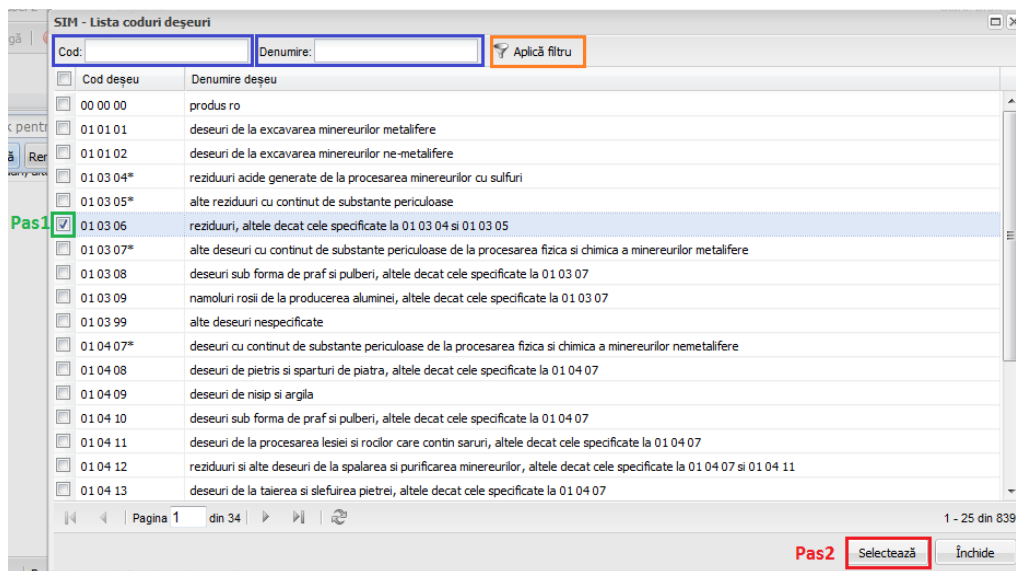 SIM - Lista coduri deșeuri
gă
Cod: Denumire: Aplică filtru
Cod deșeu Denumire deșeu
00 00 00 produs ro
01 01 01 deseuri de la excavarea minereurilor metalifere
k pentr
01 01 02 deseuri de la excavarea minereurilor ne-metalifere
ă Rer
01 03 04* reziduuri acide generate de la procesarea minereurilor cu sulfuri
01 03 05* alte reziduuri cu continut de substante periculoase
Pas1 01 03 06 reziduuri, altele decat cele specificate la 01 03 04 si 01 03 05
01 03 07* alte deseuri cu continut de substante periculoase de la procesarea fizica si chimica a minereurilor metalifere
01 03 08 deseuri sub forma de praf si pulberi, altele decat cele specificate la 01 03 07
01 03 09 namoluri rosii de la producerea aluminei, altele decat cele specificate la 01 03 07
01 03 99 alte deseuri nespecificate
01 04 07* deseuri cu continut de substante periculoase de la procesarea fizica si chimica a minereurilor nemetalifere
01 04 08 deseuri de pietris si sparturi de piatra, altele decat cele specificate la 01 04 07
01 04 09 deseuri de nisip si argila
01 04 10 deseuri sub forma de praf si pulberi, altele decat cele specificate la 01 04 07
01 04 11 deseuri de la procesarea lesiei si rocilor care contin saruri, altele decat cele specificate la 01 04 07
01 04 12 reziduuri si alte deseuri de la spalarea si purificarea minereurilor, altele decat cele specificate la 01 04 07 si 01 04 11
01 04 13 deseuri de la taierea si slefuirea pietrei, altele decat cele specificate la 01 04 07
Pagina 1 din 34 1 - 25 din 839
Pas2 Selectează Închide